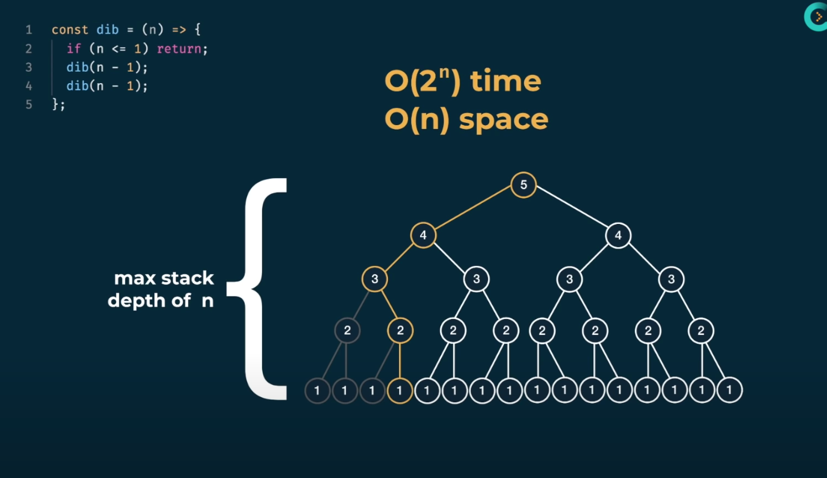 1 const dib = (n) => {
2 if (n <= 1) return;
3 dib(n - 1);
4 dib(n - 1);
5 };
O(2ⁿ) time
O(n) space
max stack
depth of n
5
4 4
3 3 3 3
2 2 2 2 2 2 2 2
1 1 1 1 1 1 1 1 1 1 1 1 1 1 1 1